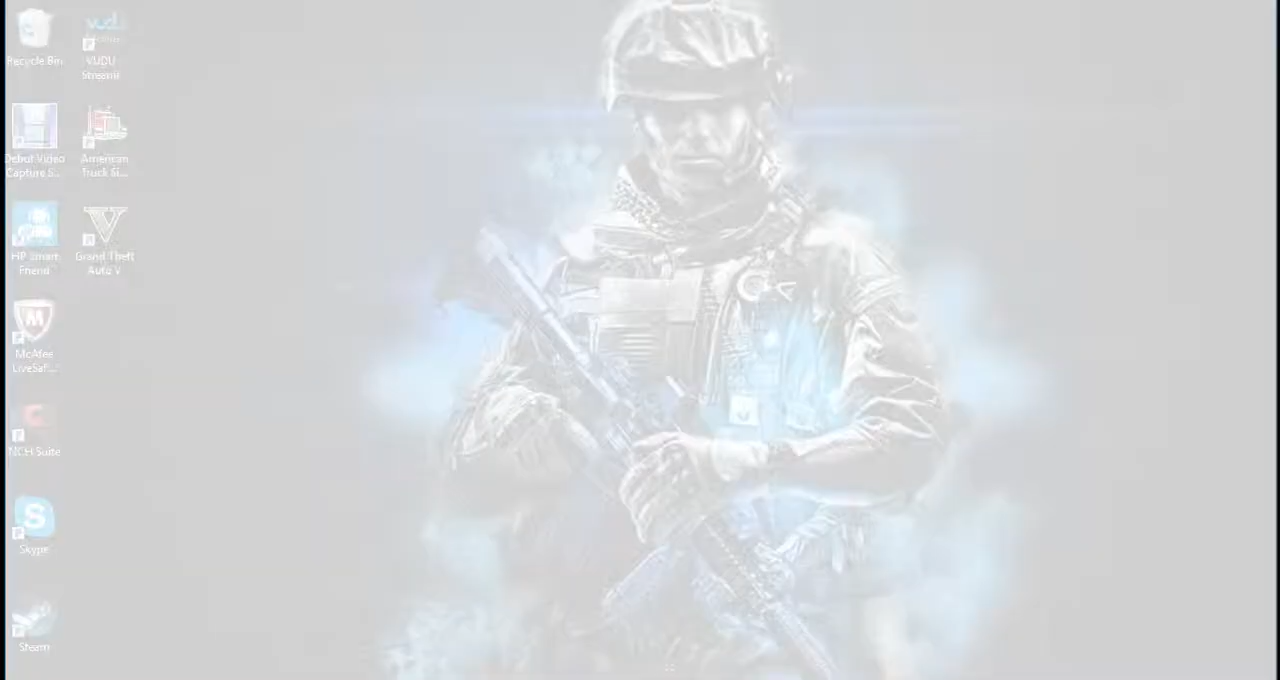 Recycle Bin
vudu
VUDU
Streami...
Debut Video
Capture S...
American
Truck Si...
HP Smart
Friend
Grand Theft
Auto V
V
M
McAfee
LiveSaf...
NCH Suite
S
Skype
Steam